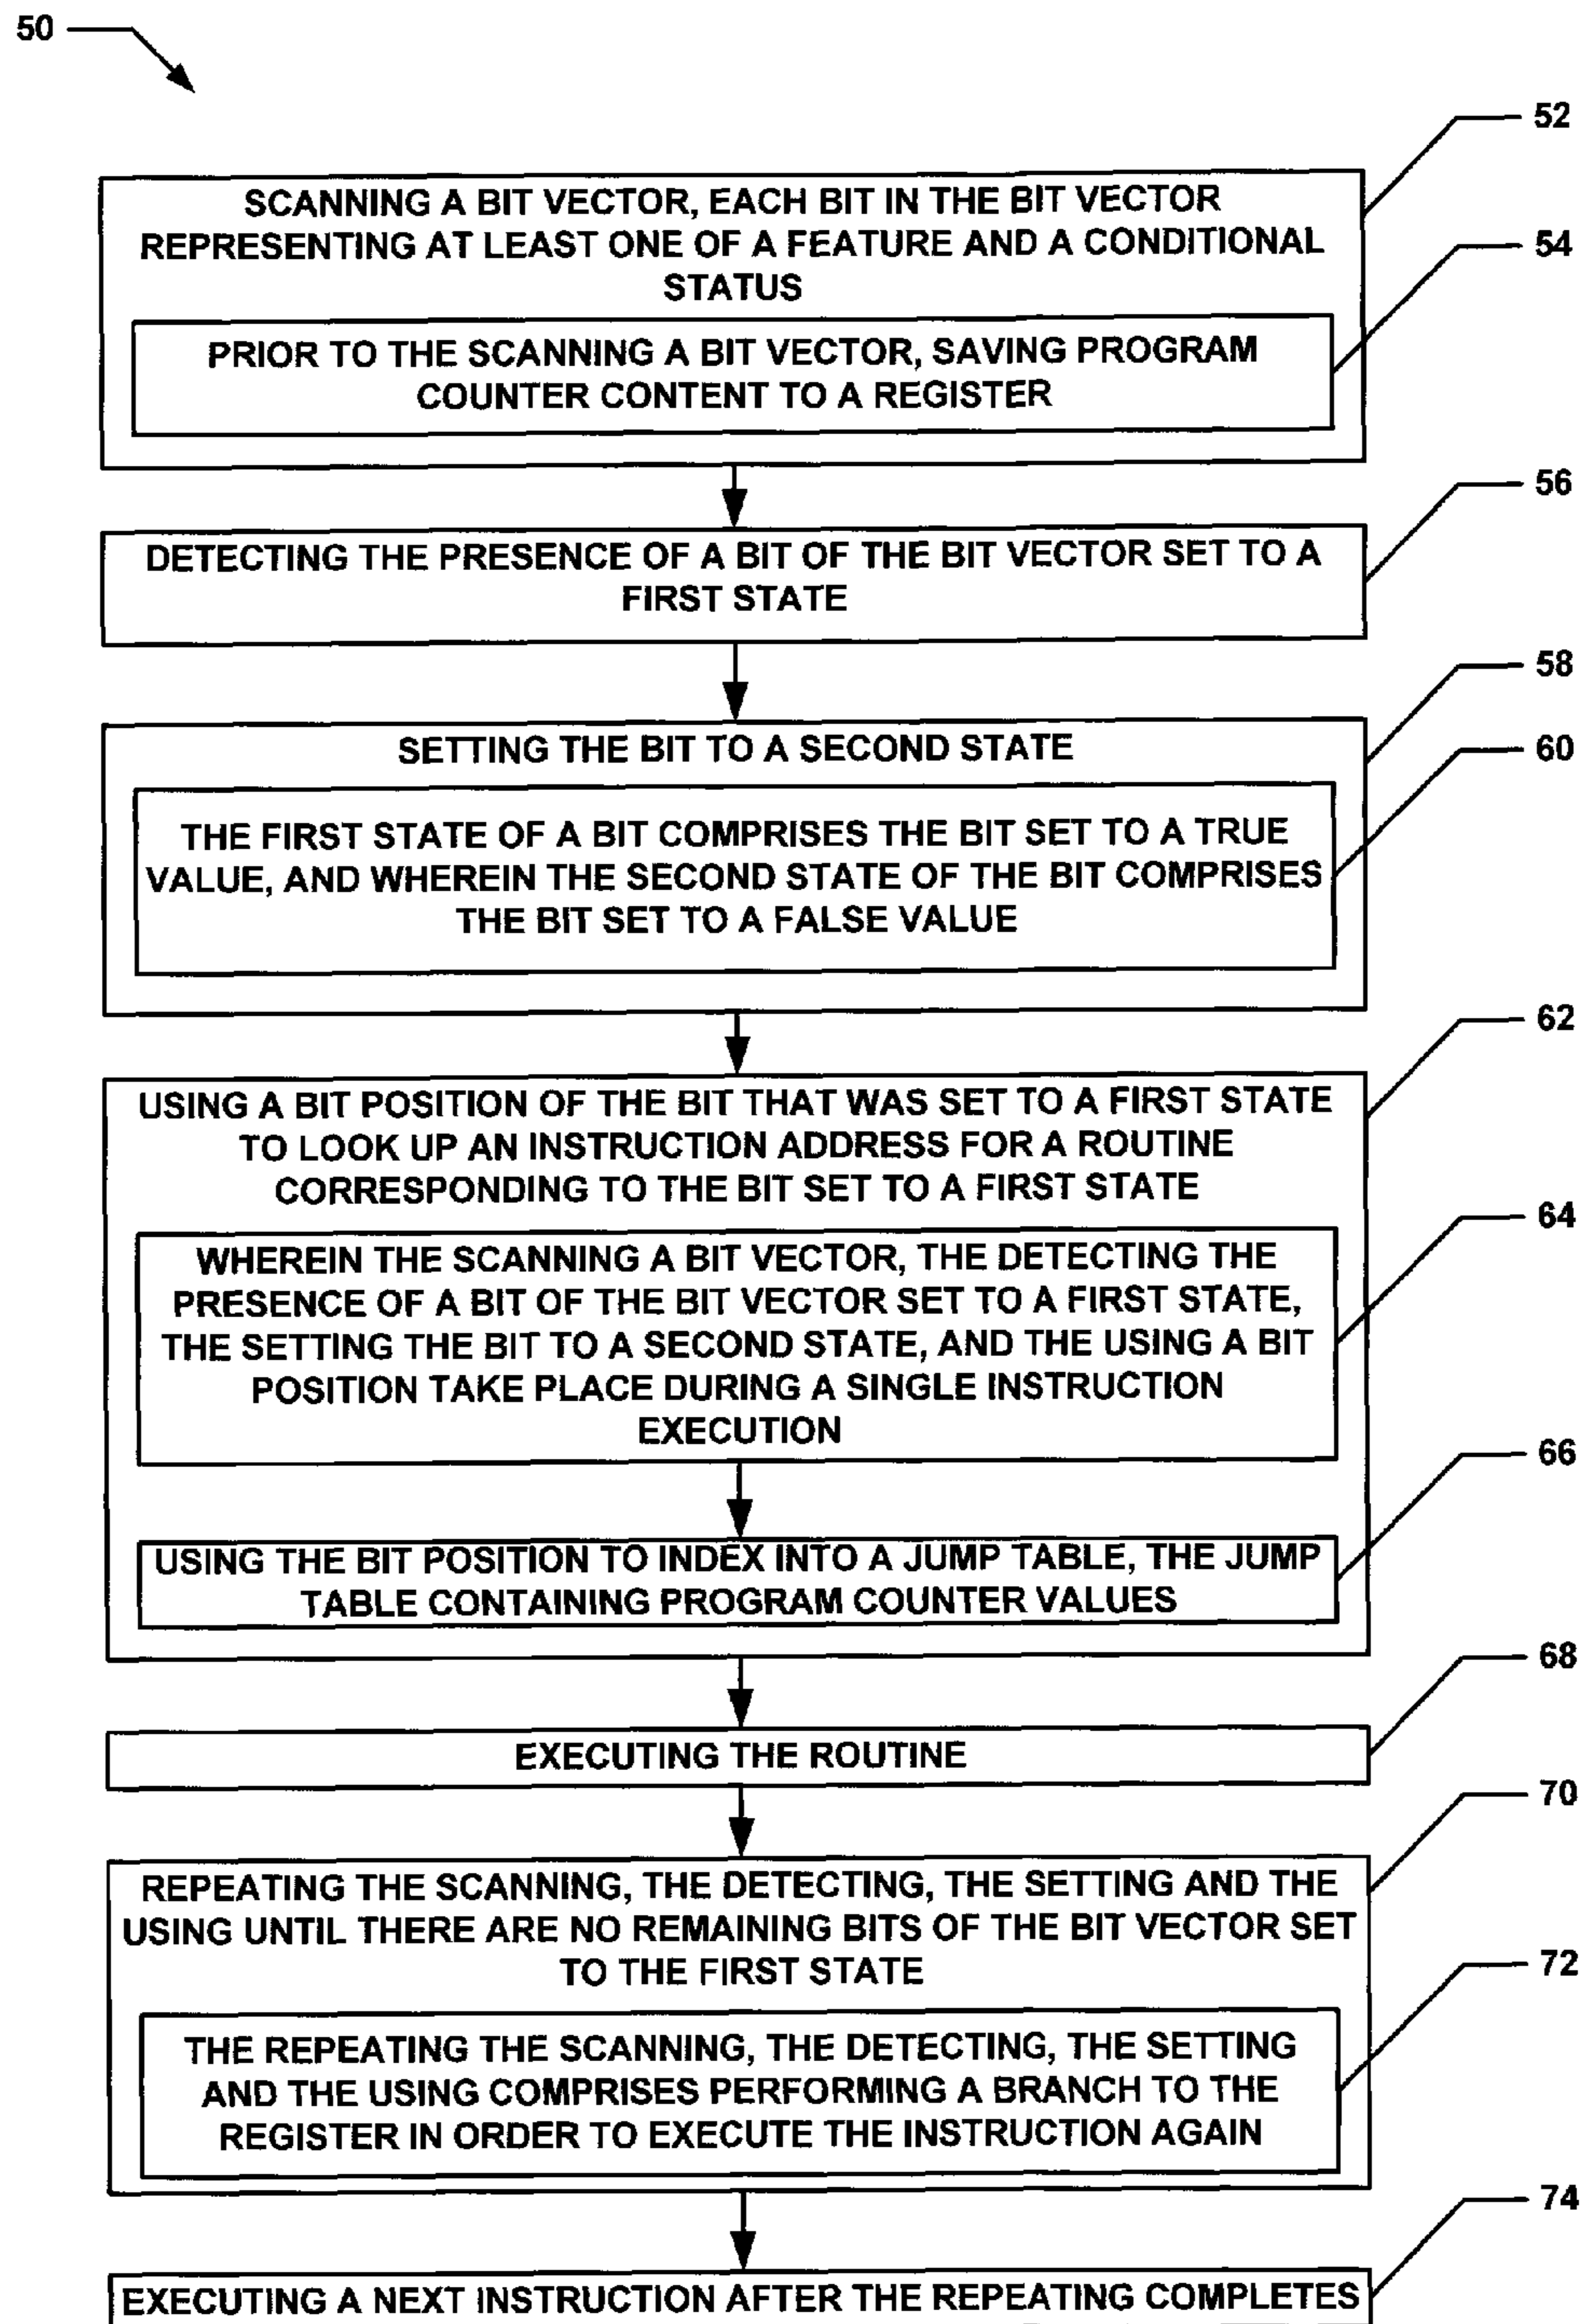 50
52
SCANNING A BIT VECTOR, EACH BIT IN THE BIT VECTOR
REPRESENTING AT LEAST ONE OF A FEATURE AND A CONDITIONAL
STATUS
54
PRIOR TO THE SCANNING A BIT VECTOR, SAVING PROGRAM
COUNTER CONTENT TO A REGISTER
56
DETECTING THE PRESENCE OF A BIT OF THE BIT VECTOR SET TO A
FIRST STATE
58
SETTING THE BIT TO A SECOND STATE
60
THE FIRST STATE OF A BIT COMPRISES THE BIT SET TO A TRUE
VALUE, AND WHEREIN THE SECOND STATE OF THE BIT COMPRISES
THE BIT SET TO A FALSE VALUE
62
USING A BIT POSITION OF THE BIT THAT WAS SET TO A FIRST STATE
TO LOOK UP AN INSTRUCTION ADDRESS FOR A ROUTINE
CORRESPONDING TO THE BIT SET TO A FIRST STATE
64
WHEREIN THE SCANNING A BIT VECTOR, THE DETECTING THE
PRESENCE OF A BIT OF THE BIT VECTOR SET TO A FIRST STATE,
THE SETTING THE BIT TO A SECOND STATE, AND THE USING A BIT
POSITION TAKE PLACE DURING A SINGLE INSTRUCTION
EXECUTION
66
USING THE BIT POSITION TO INDEX INTO A JUMP TABLE, THE JUMP
TABLE CONTAINING PROGRAM COUNTER VALUES
68
EXECUTING THE ROUTINE
70
REPEATING THE SCANNING, THE DETECTING, THE SETTING AND THE
USING UNTIL THERE ARE NO REMAINING BITS OF THE BIT VECTOR SET
TO THE FIRST STATE
72
THE REPEATING THE SCANNING, THE DETECTING, THE SETTING
AND THE USING COMPRISES PERFORMING A BRANCH TO THE
REGISTER IN ORDER TO EXECUTE THE INSTRUCTION AGAIN
74
EXECUTING A NEXT INSTRUCTION AFTER THE REPEATING COMPLETES